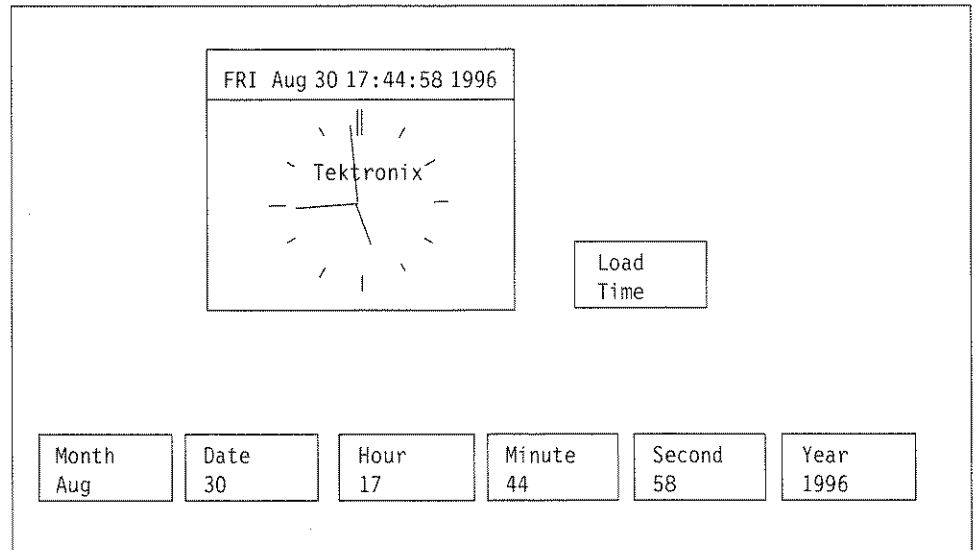 FRI Aug 30 17:44:58 1996
Tektronix
Load
Time
Month
Aug
Date
30
Hour
17
Minute
44
Second
58
Year
1996